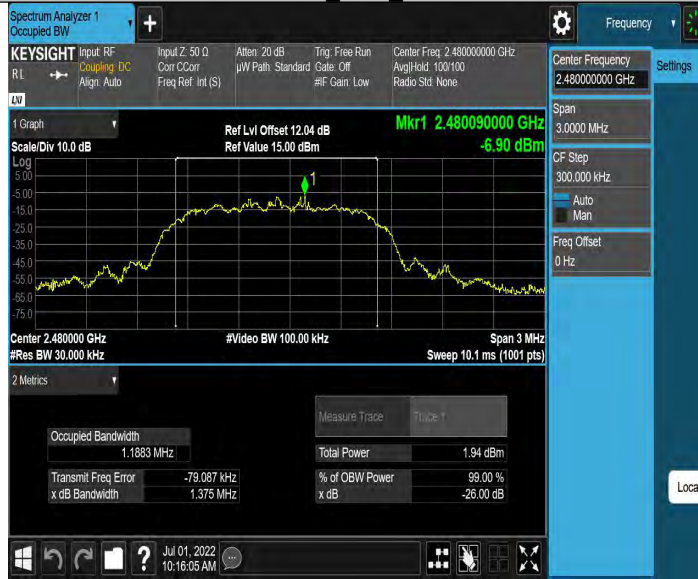 Spectrum Analyzer 1
Occupied BW
+
Frequency
KEYSIGHT
RL
LXI
Input: RF
Coupling: DC
Align: Auto
Input Z: 50 Ω
Corr CCorr
Freq Ref: Int (S)
Atten: 20 dB
µW Path: Standard
Trig: Free Run
Gate: Off
#IF Gain: Low
Center Freq: 2.480000000 GHz
Avg|Hold: 100/100
Radio Std: None
Center Frequency
2.480000000 GHz
Settings
Span
3.0000 MHz
CF Step
300.000 kHz
Auto
Man
Freq Offset
0 Hz
1 Graph
Scale/Div 10.0 dB
Ref Lvl Offset 12.04 dB
Ref Value 15.00 dBm
Mkr1 2.480090000 GHz
-6.90 dBm
Log
5.00
-5.00
-15.0
-25.0
-35.0
-45.0
-55.0
-65.0
-75.0
1
Center 2.480000 GHz
#Video BW 100.00 kHz
Span 3 MHz
#Res BW 30.000 kHz
Sweep 10.1 ms (1001 pts)
2 Metrics
Measure Trace
Trace 1
Occupied Bandwidth
1.1883 MHz
Total Power
1.94 dBm
Transmit Freq Error
-79.087 kHz
% of OBW Power
99.00 %
x dB Bandwidth
1.375 MHz
x dB
-26.00 dB
Loca
?
Jul 01, 2022
10:16:05 AM